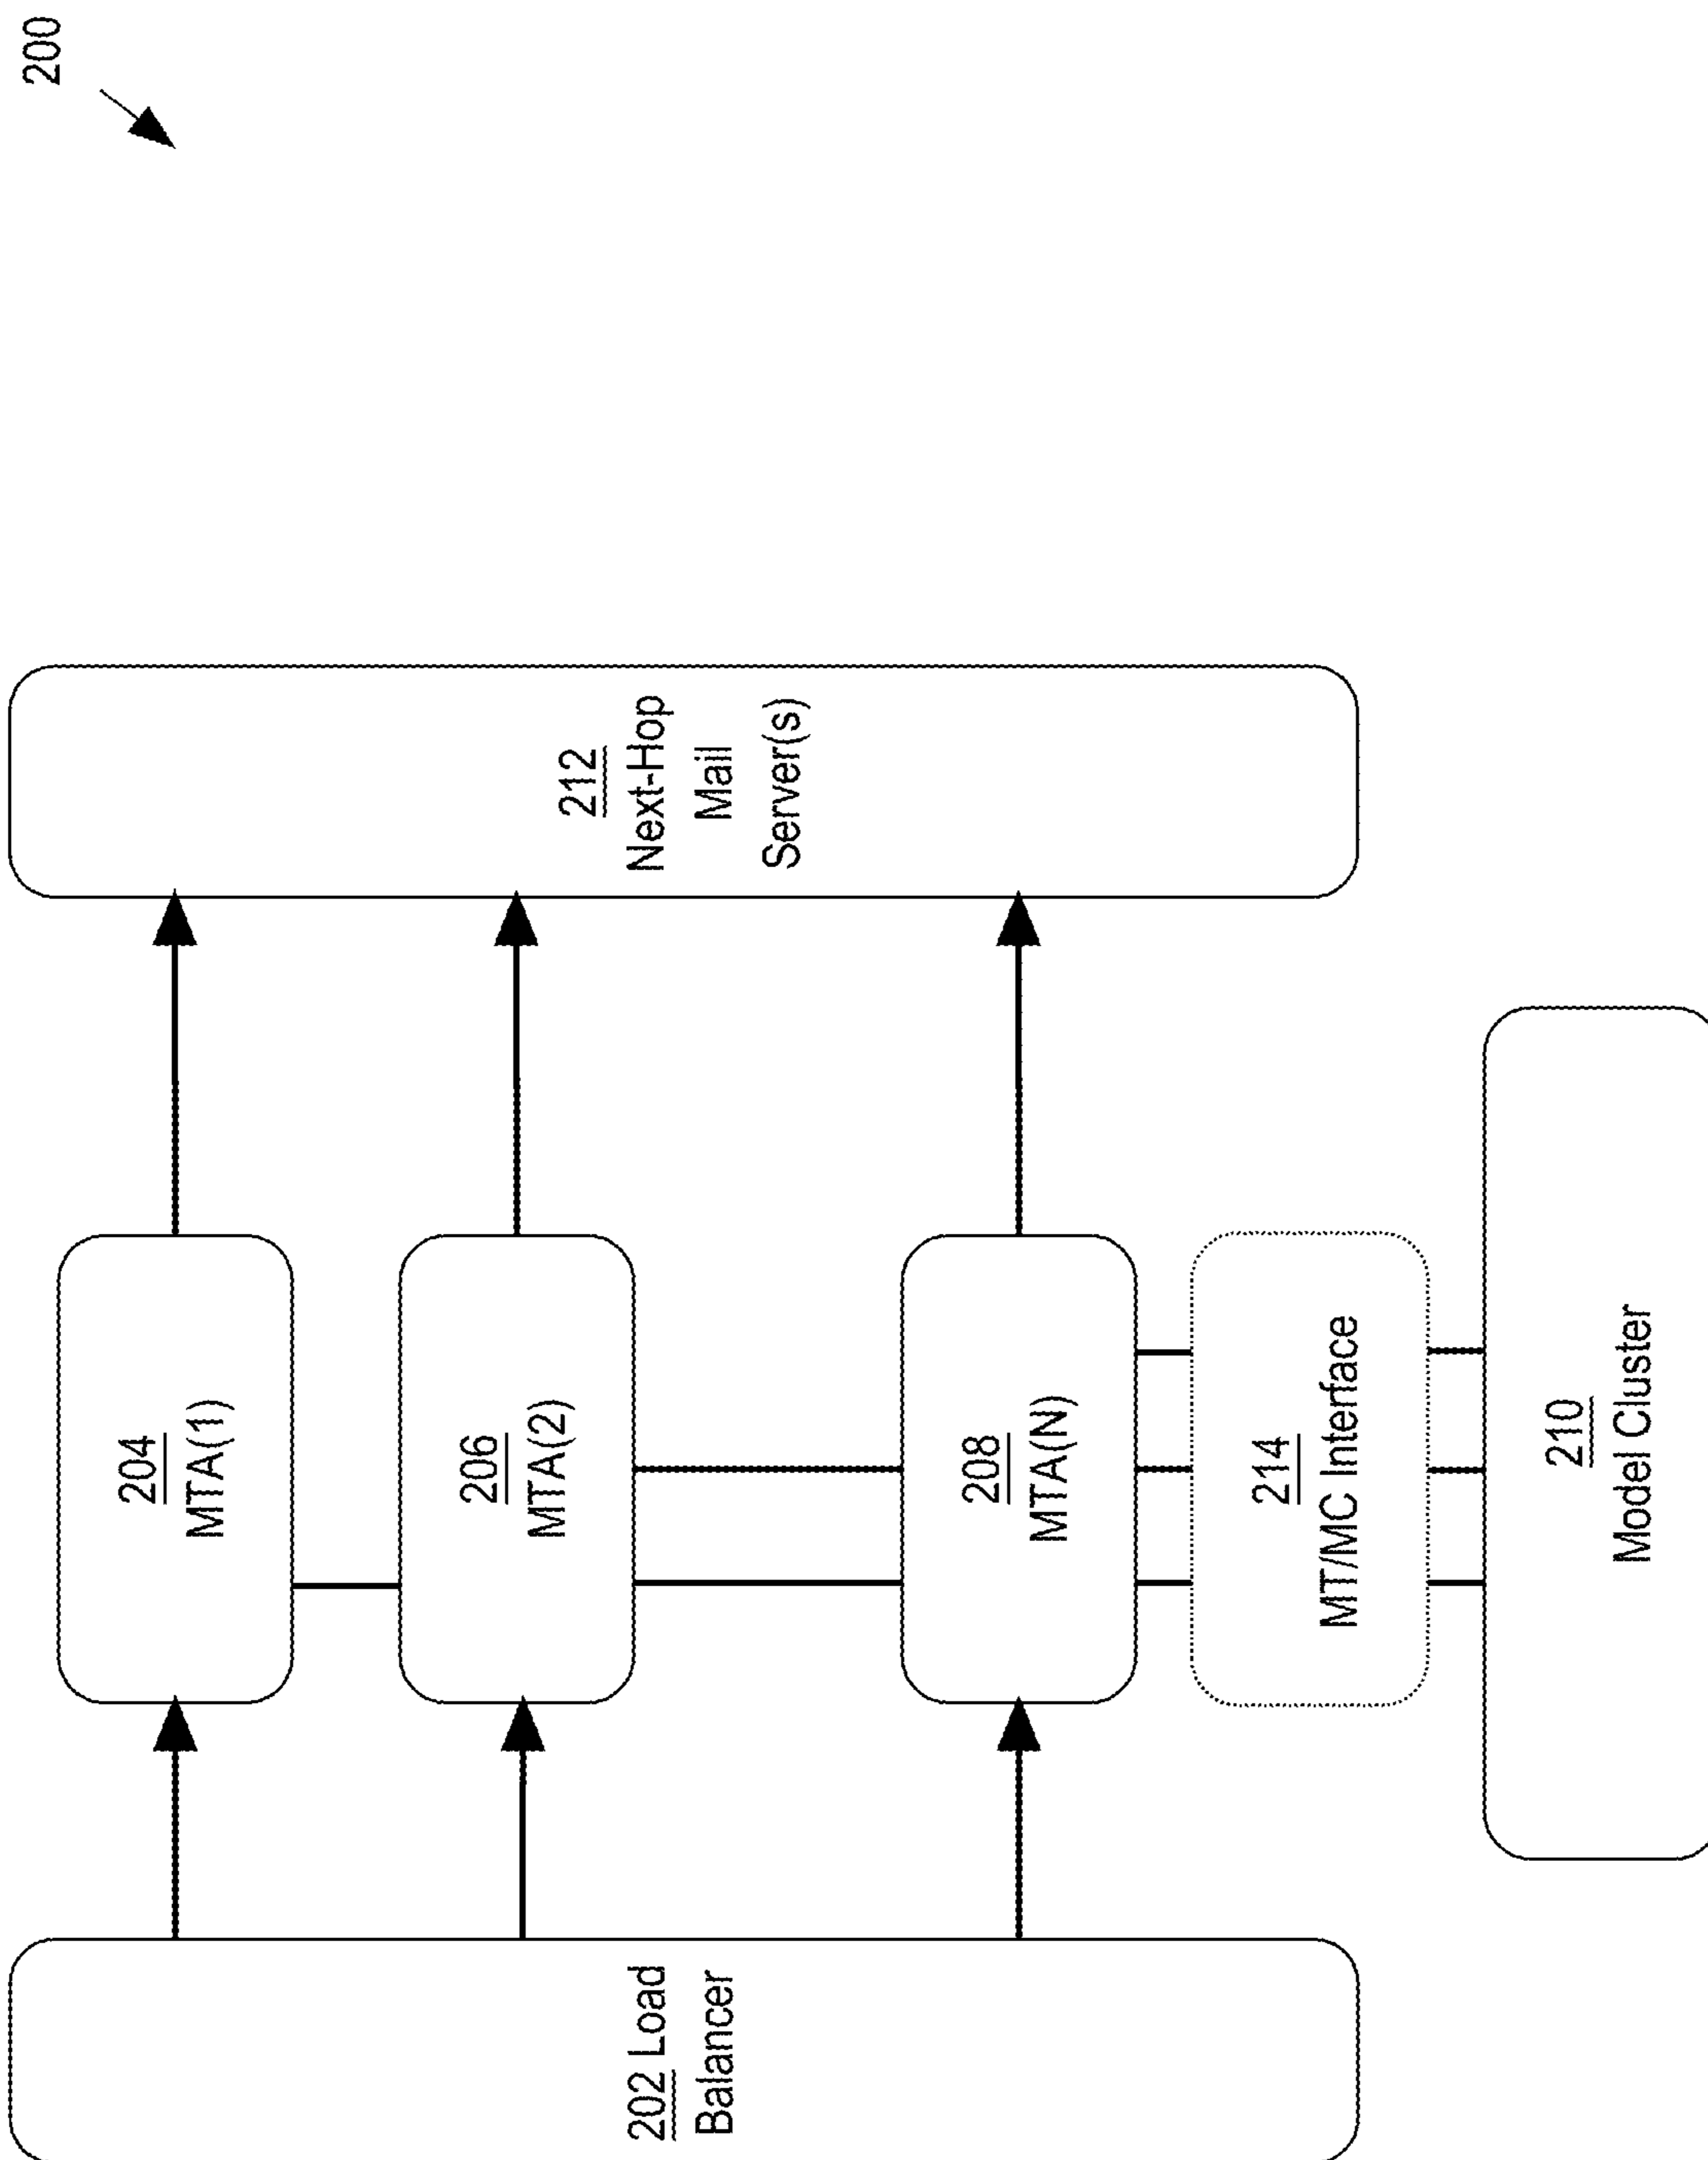 200
204
MTA(1)
206
MTA(2)
208
MTA(N)
214
MT/MC Interface
210
Model Cluster
212
Next-Hop
Mail
Server(s)
202 Load
Balancer